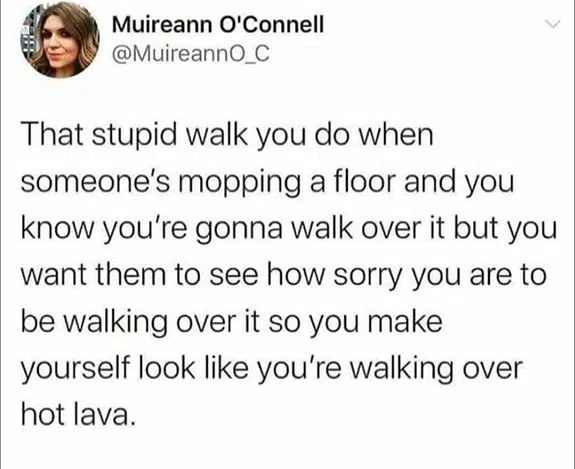 Muireann O'Connell
@MuireannO_C
That stupid walk you do when
someone's mopping a floor and you
know you're gonna walk over it but you
want them to see how sorry you are to
be walking over it so you make
yourself look like you're walking over
hot lava.